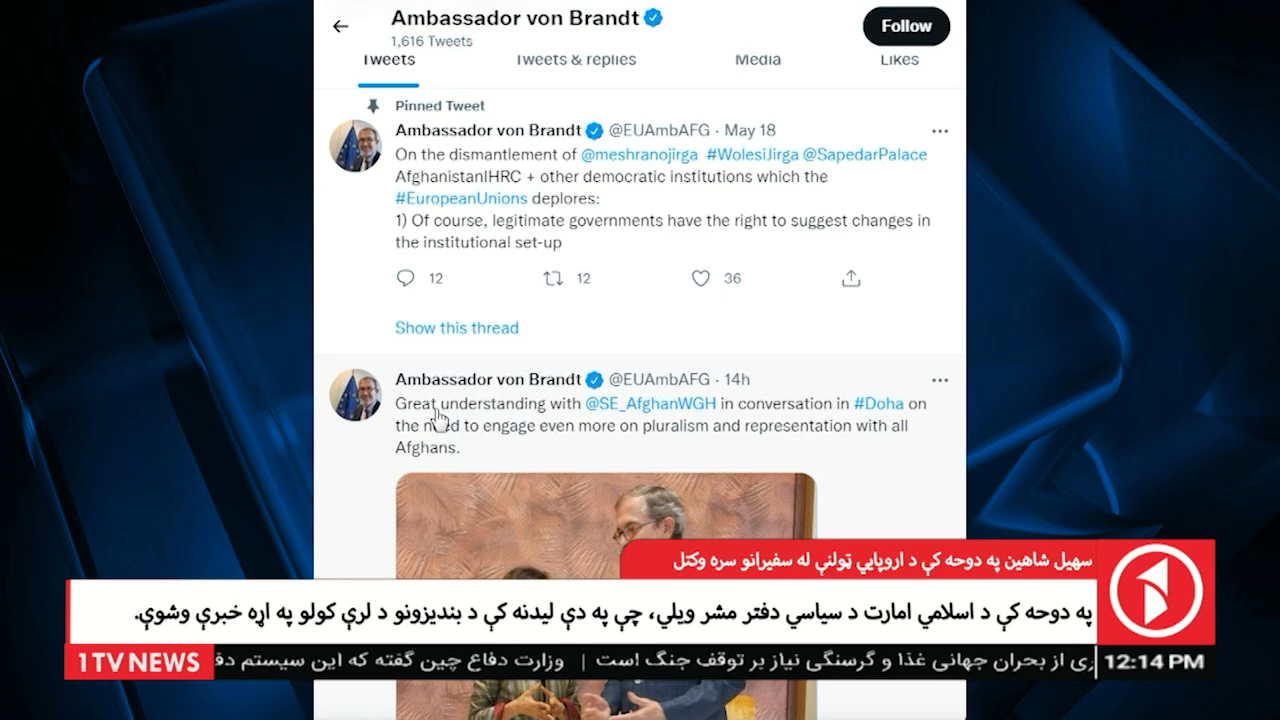 Ambassador von Brandt
1,616 Tweets
Follow
Tweets
Tweets & replies
Media
Likes
Pinned Tweet
Ambassador von Brandt @EUAmbAFG · May 18
On the dismantlement of @meshranojirga #WolesiJirga @SapedarPalace
AfghanistanIHRC + other democratic institutions which the
#EuropeanUnions deplores:
1) Of course, legitimate governments have the right to suggest changes in
the institutional set-up
12
12
36
Show this thread
Ambassador von Brandt @EUAmbAFG · 14h
Great understanding with @SE_AfghanWGH in conversation in #Doha on
the need to engage even more on pluralism and representation with all
Afghans.
سهیل شاهین په دوحه کې د اروپایي ټولنې له سفیرانو سره وکتل
په دوحه کې د اسلامي امارت د سیاسي دفتر مشر ویلي، چې په دې لیدنه کې د بندیزونو د لرې کولو په اړه خبرې وشوې.
1TV NEWS
ری از بحران جهانی غذا و گرسنگی نیاز بر توقف جنگ است | وزارت دفاع چین گفته که این سیستم دف
12:14 PM